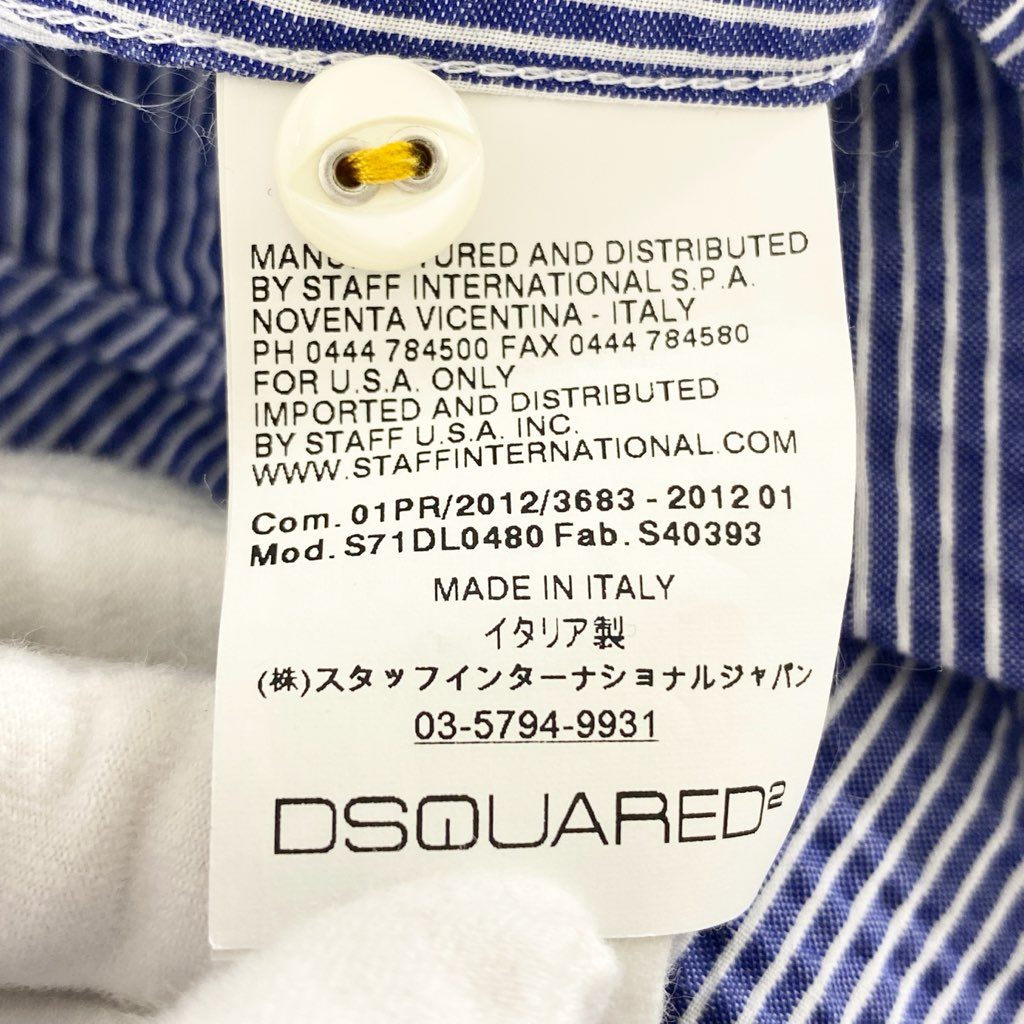 AND DISTRIBUTED
BY STAFF INTERNATIONAL S.P.A.
NOVENTA VICENTINA - ITALY
PH 0444 784500 FAX 0444 784580
FOR U.S.A. ONLY
IMPORTED AND DISTRIBUTED
BY STAFF U.S.A. INC.
WWW.STAFFINTERNATIONAL.COM
Com. 01PR/2012/3683 - 2012 01
Mod. S71DL0480 Fab. S40393
MADE IN ITALY
イタリア製
(株)スタッフインターナショナルジャパン
03-5794-9931
DSQUARED²